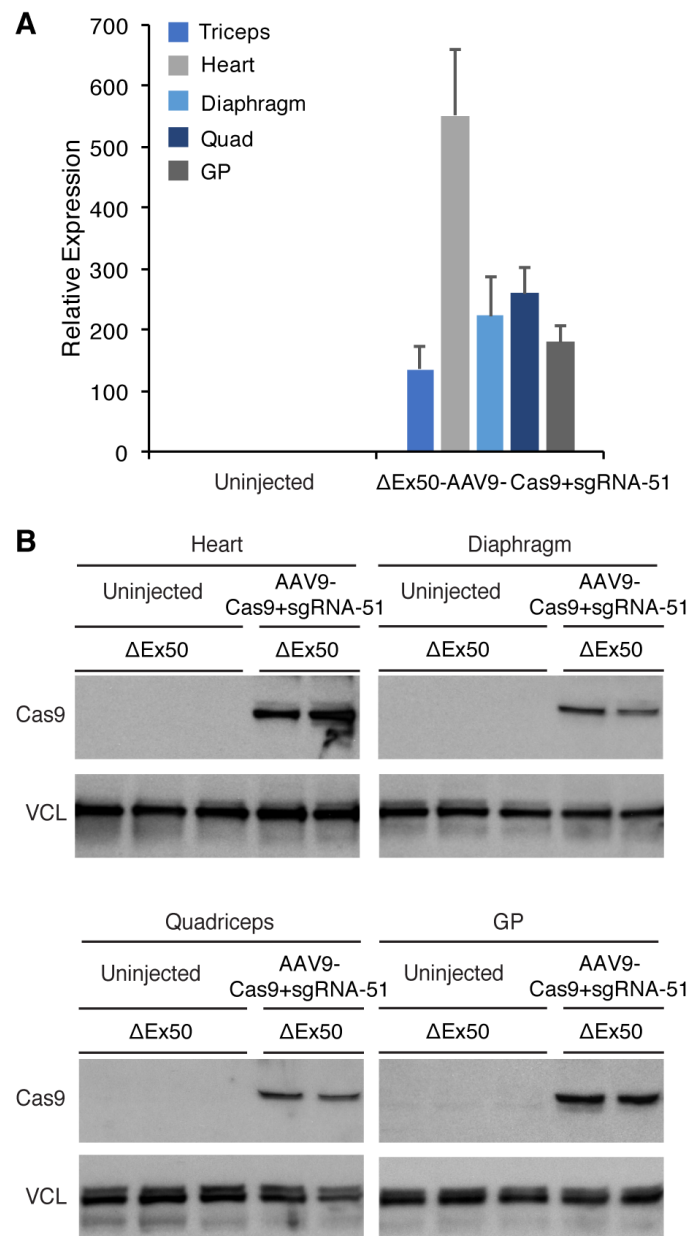 A
700
600
500
400
300
200
100
0
Relative Expression
Triceps
Heart
Diaphragm
Quad
GP
Uninjected
ΔEx50-AAV9- Cas9+sgRNA-51
B
Heart
Diaphragm
Uninjected
AAV9-
Cas9+sgRNA-51
Uninjected
AAV9-
Cas9+sgRNA-51
ΔEx50
ΔEx50
ΔEx50
ΔEx50
Cas9
VCL
Quadriceps
GP
Uninjected
AAV9-
Cas9+sgRNA-51
Uninjected
AAV9-
Cas9+sgRNA-51
ΔEx50
ΔEx50
ΔEx50
ΔEx50
Cas9
VCL